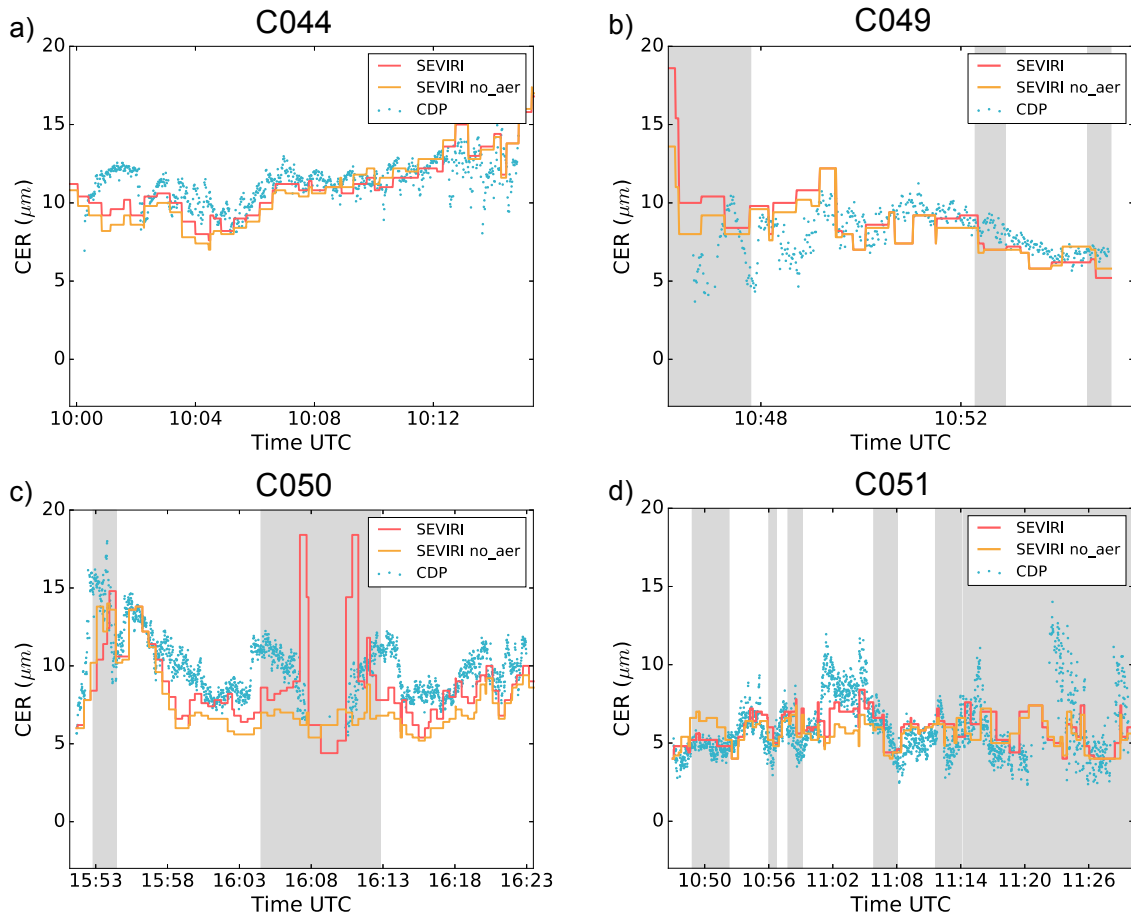 a) C044
20
15
10
5
0
CER (μm)
SEVIRI
SEVIRI no_aer
CDP
10:00 10:04 10:08 10:12
Time UTC
b) C049
20
15
10
5
0
CER (μm)
SEVIRI
SEVIRI no_aer
CDP
10:48 10:52
Time UTC
c) C050
20
15
10
5
0
CER (μm)
SEVIRI
SEVIRI no_aer
CDP
15:53 15:58 16:03 16:08 16:13 16:18 16:23
Time UTC
d) C051
20
15
10
5
0
CER (μm)
SEVIRI
SEVIRI no_aer
CDP
10:50 10:56 11:02 11:08 11:14 11:20 11:26
Time UTC